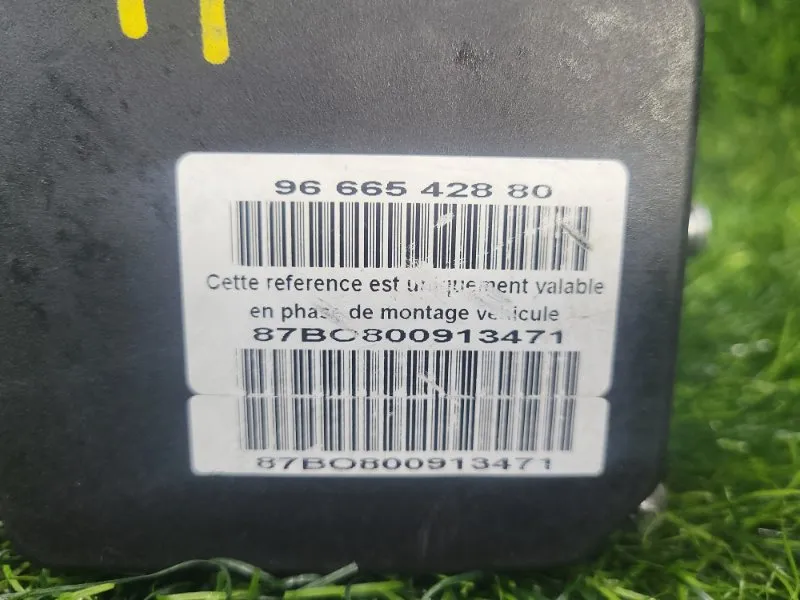 96 665 428 80
Cette reference est uniquement valable
en phase de montage vehicule
87BO800913471
87BO800913471